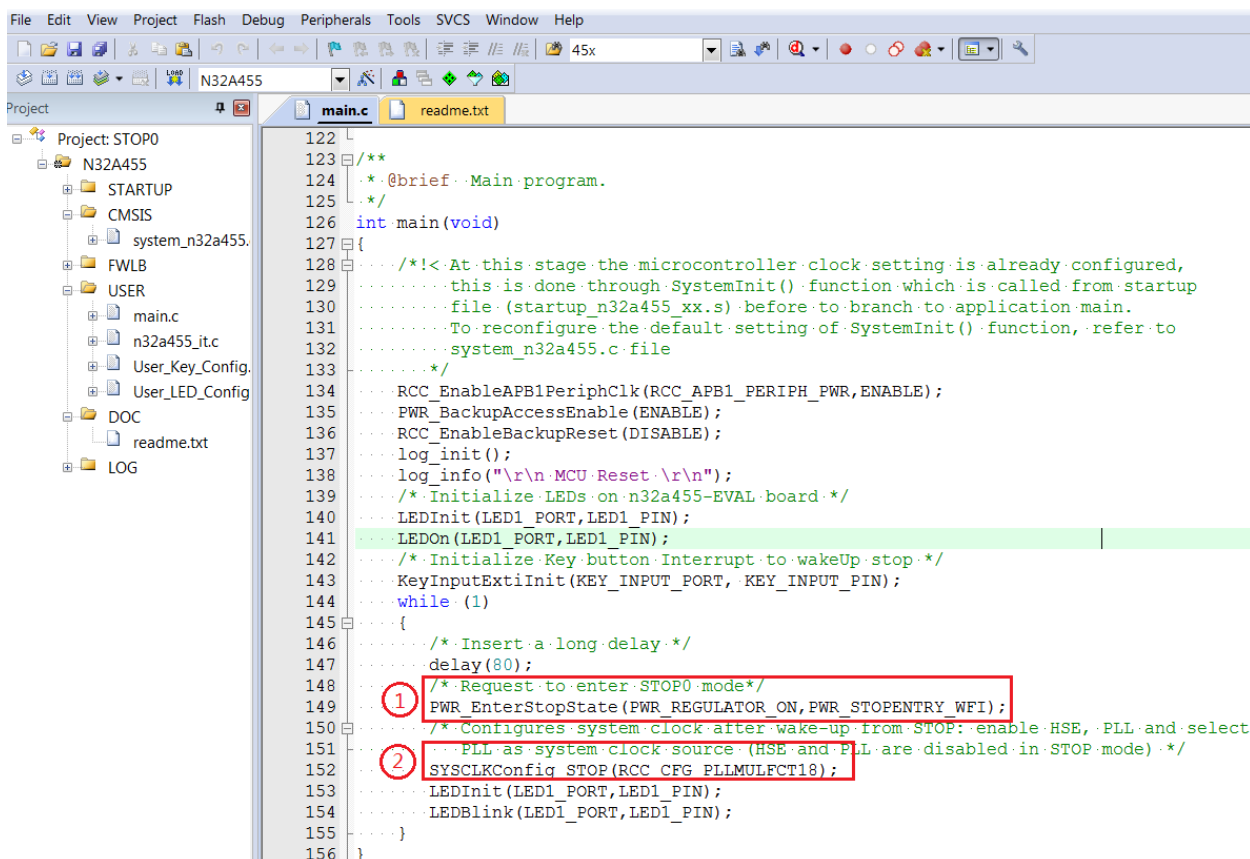 File Edit View Project Flash Debug Peripherals Tools SVCS Window Help
45x
LOAD N32A455
Project
main.c readme.txt
Project: STOP0
N32A455
STARTUP
CMSIS
system_n32a455.
FWLB
USER
main.c
n32a455_it.c
User_Key_Config.
User_LED_Config
DOC
readme.txt
LOG
122
123 /**
124 * @brief Main program.
125 */
126 int main(void)
127 {
128 /*!< At this stage the microcontroller clock setting is already configured,
129 this is done through SystemInit() function which is called from startup
130 file (startup_n32a455_xx.s) before to branch to application main.
131 To reconfigure the default setting of SystemInit() function, refer to
132 system_n32a455.c file
133 */
134 RCC_EnableAPB1PeriphClk(RCC_APB1_PERIPH_PWR,ENABLE);
135 PWR_BackupAccessEnable(ENABLE);
136 RCC_EnableBackupReset(DISABLE);
137 log_init();
138 log_info("\r\n MCU Reset \r\n");
139 /* Initialize LEDs on n32a455-EVAL board */
140 LEDInit(LED1_PORT,LED1_PIN);
141 LEDOn(LED1_PORT,LED1_PIN);
142 /* Initialize Key button Interrupt to wakeUp stop */
143 KeyInputExtiInit(KEY_INPUT_PORT, KEY_INPUT_PIN);
144 while (1)
145 {
146 /* Insert a long delay */
147 delay(80);
148 /* Request to enter STOP0 mode*/
1
149 PWR_EnterStopState(PWR_REGULATOR_ON,PWR_STOPENTRY_WFI);
150 /* Configures system clock after wake-up from STOP: enable HSE, PLL and select
151 PLL as system clock source (HSE and PLL are disabled in STOP mode) */
2
152 SYSCLKConfig_STOP(RCC_CFG_PLLMULFCT18);
153 LEDInit(LED1_PORT,LED1_PIN);
154 LEDBlink(LED1_PORT,LED1_PIN);
155 }
156 }